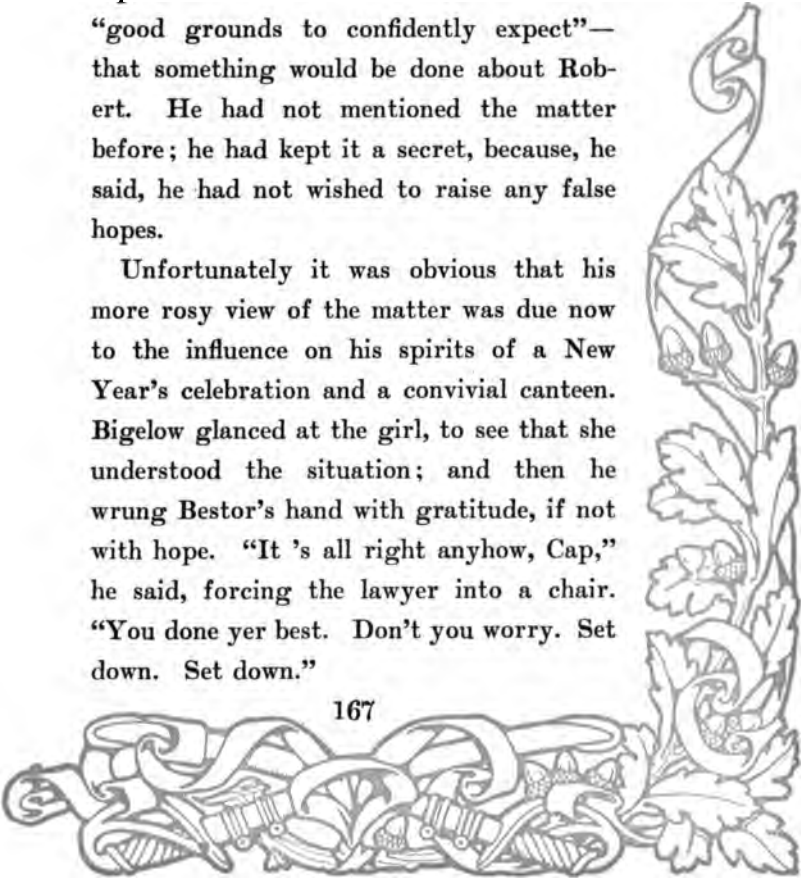 “good grounds to confidently expect”—
that something would be done about Rob-
ert. He had not mentioned the matter
before; he had kept it a secret, because, he
said, he had not wished to raise any false
hopes.
Unfortunately it was obvious that his
more rosy view of the matter was due now
to the influence on his spirits of a New
Year’s celebration and a convivial canteen.
Bigelow glanced at the girl, to see that she
understood the situation; and then he
wrung Bestor’s hand with gratitude, if not
with hope. “It ’s all right anyhow, Cap,”
he said, forcing the lawyer into a chair.
“You done yer best. Don’t you worry. Set
down. Set down.”
167